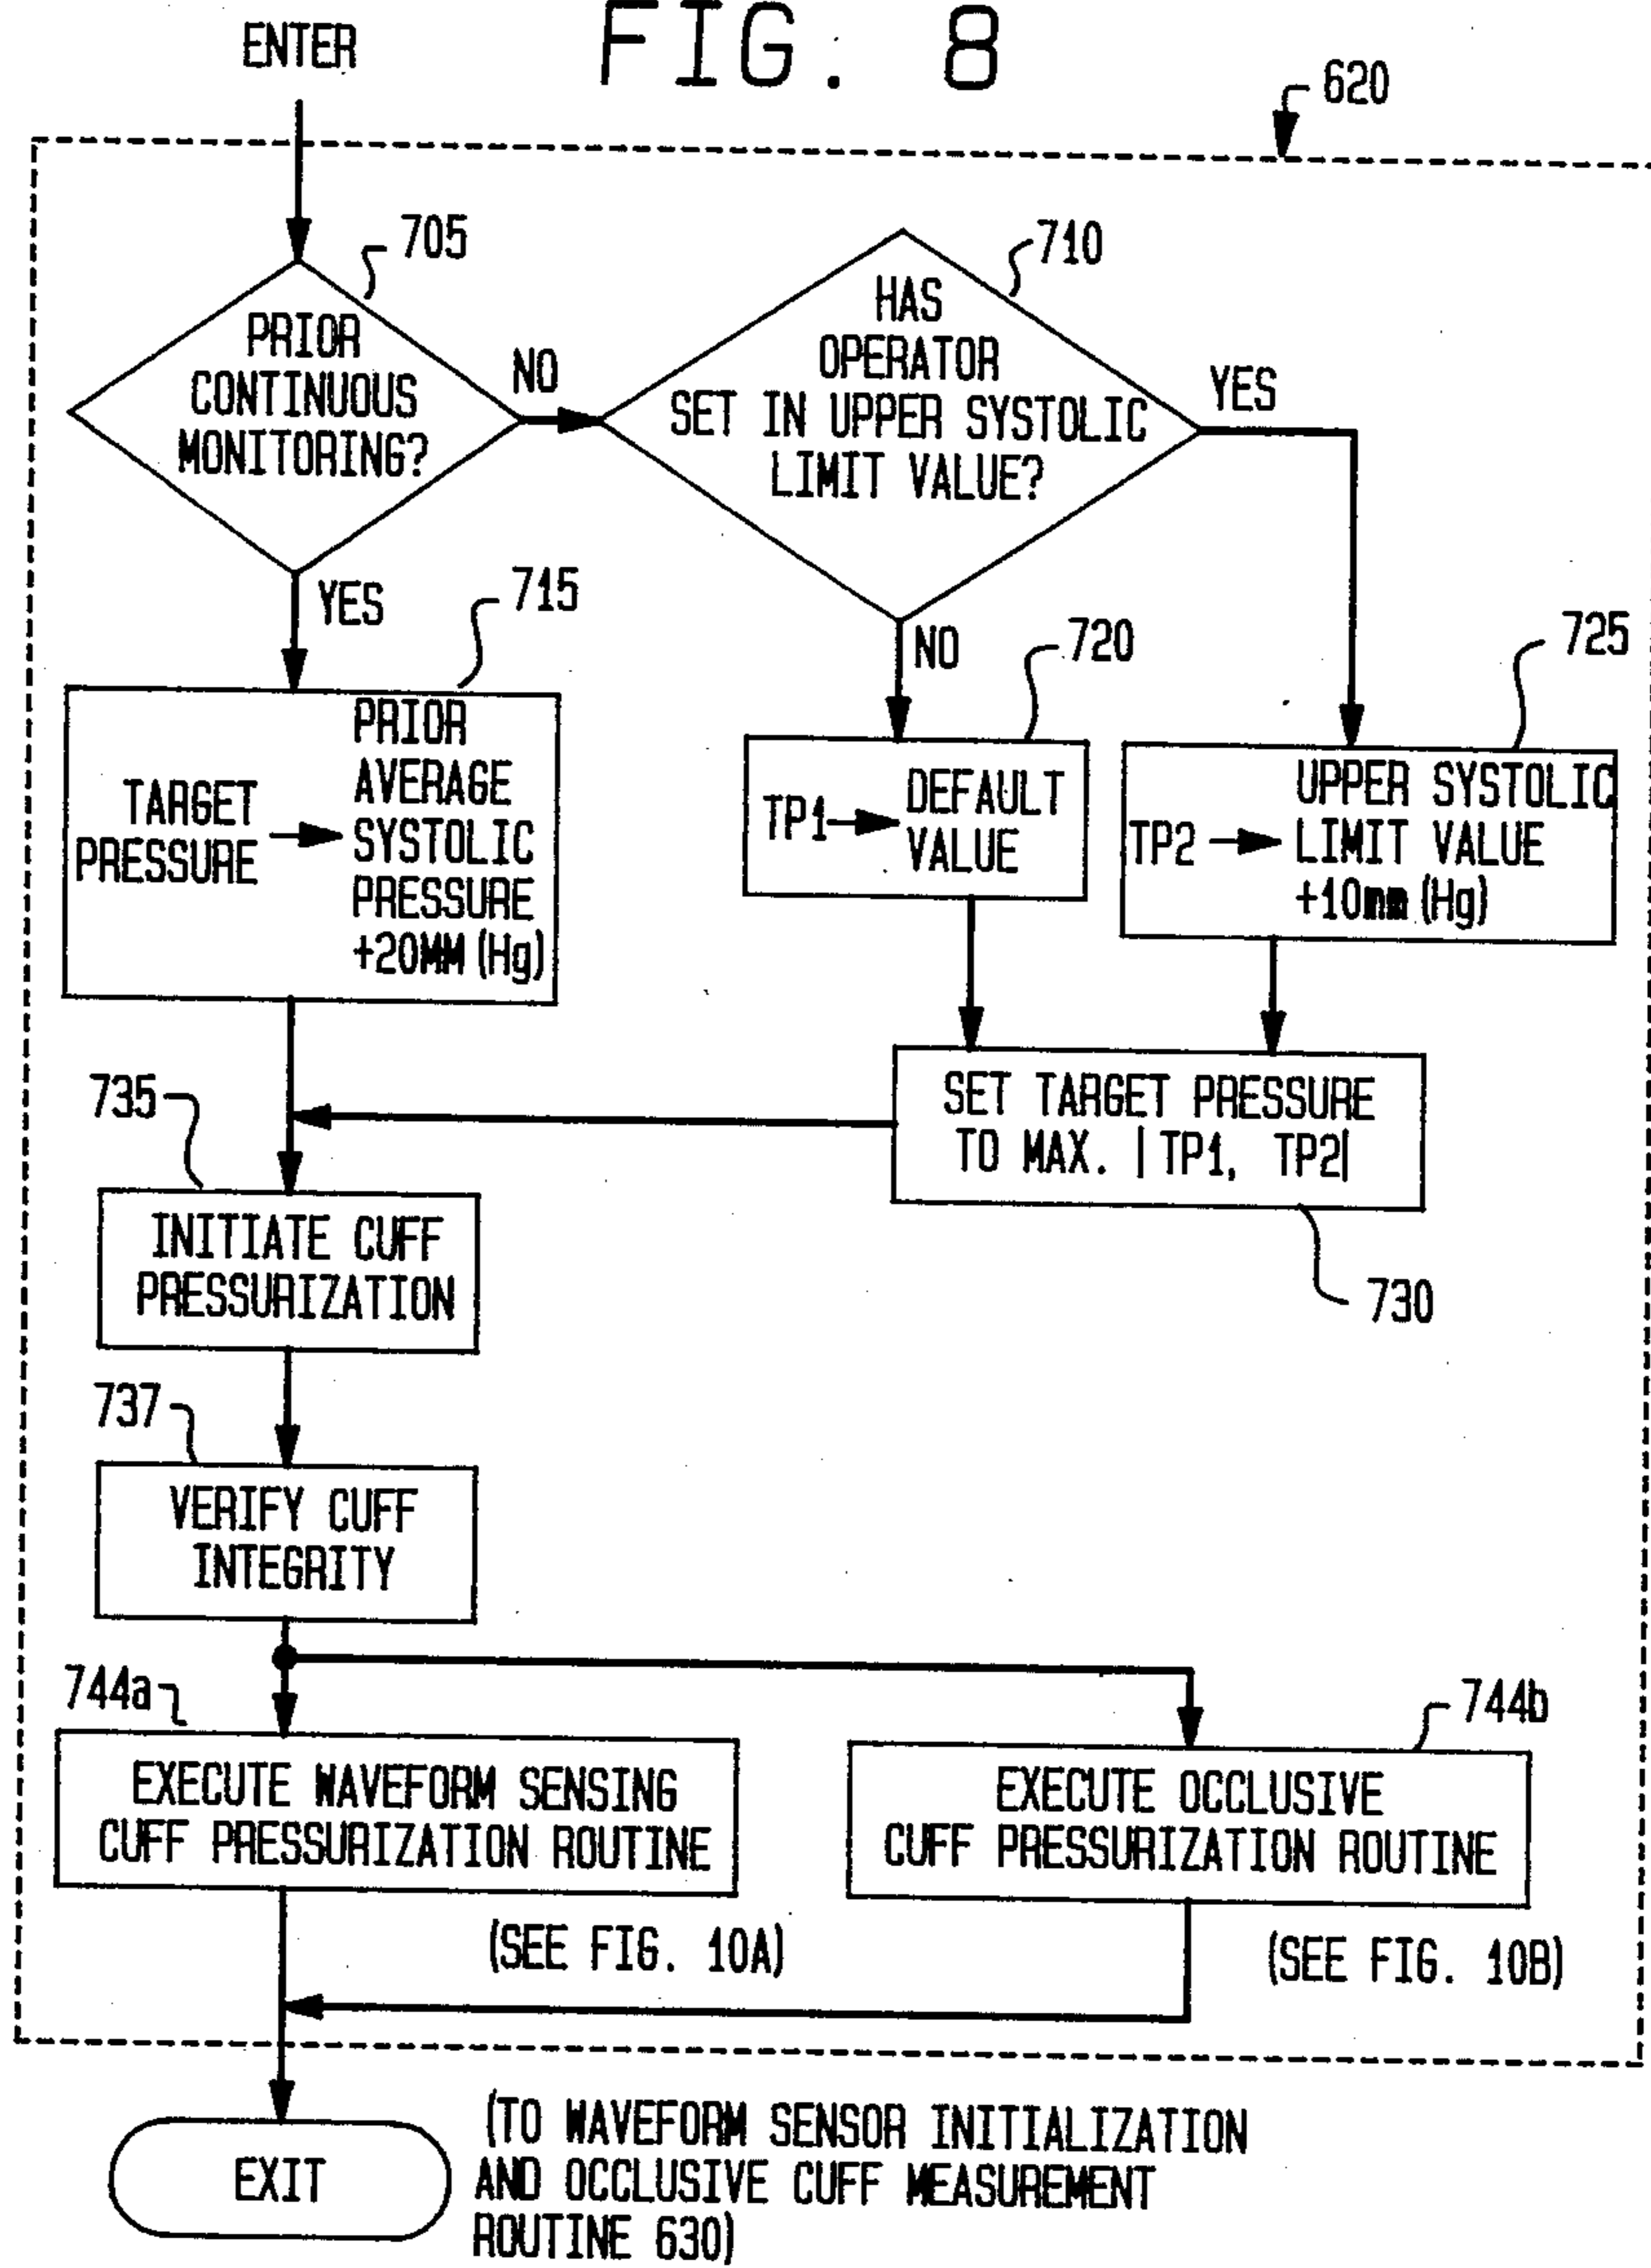 FIG. 8
ENTER
620
705
PRIOR
CONTINUOUS
MONITORING?
NO
710
HAS
OPERATOR
SET IN UPPER SYSTOLIC
LIMIT VALUE?
YES
YES
715
TARGET
PRESSURE
PRIOR
AVERAGE
SYSTOLIC
PRESSURE
+20MM (Hg)
NO
720
TP1
DEFAULT
VALUE
725
TP2
UPPER SYSTOLIC
LIMIT VALUE
+10mm (Hg)
SET TARGET PRESSURE
TO MAX. | TP1, TP2|
730
735
INITIATE CUFF
PRESSURIZATION
737
VERIFY CUFF
INTEGRITY
744a
EXECUTE WAVEFORM SENSING
CUFF PRESSURIZATION ROUTINE
(SEE FIG. 10A)
744b
EXECUTE OCCLUSIVE
CUFF PRESSURIZATION ROUTINE
(SEE FIG. 10B)
EXIT
(TO WAVEFORM SENSOR INITIALIZATION
AND OCCLUSIVE CUFF MEASUREMENT
ROUTINE 630)